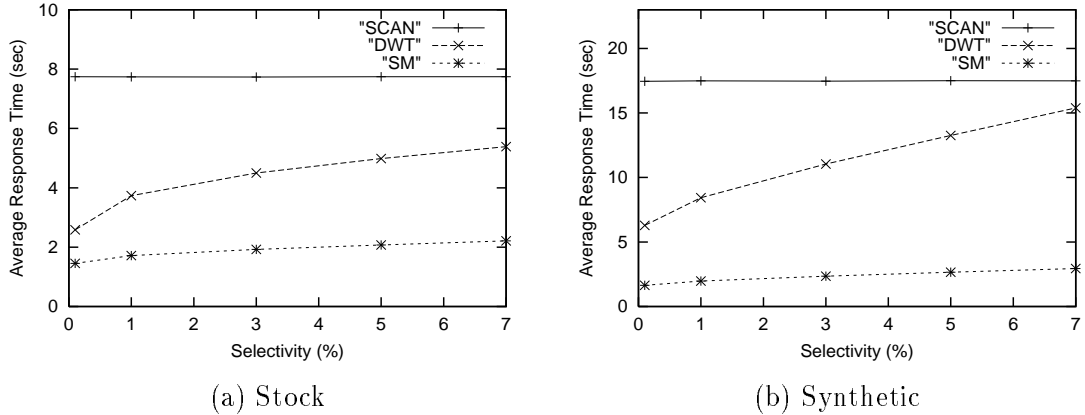 10
8
6
4
2
0
Average Response Time (sec)
"SCAN"
"DWT"
"SM"
0 1 2 3 4 5 6 7
Selectivity (%)
(a) Stock
20
15
10
5
0
Average Response Time (sec)
"SCAN"
"DWT"
"SM"
0 1 2 3 4 5 6 7
Selectivity (%)
(b) Synthetic